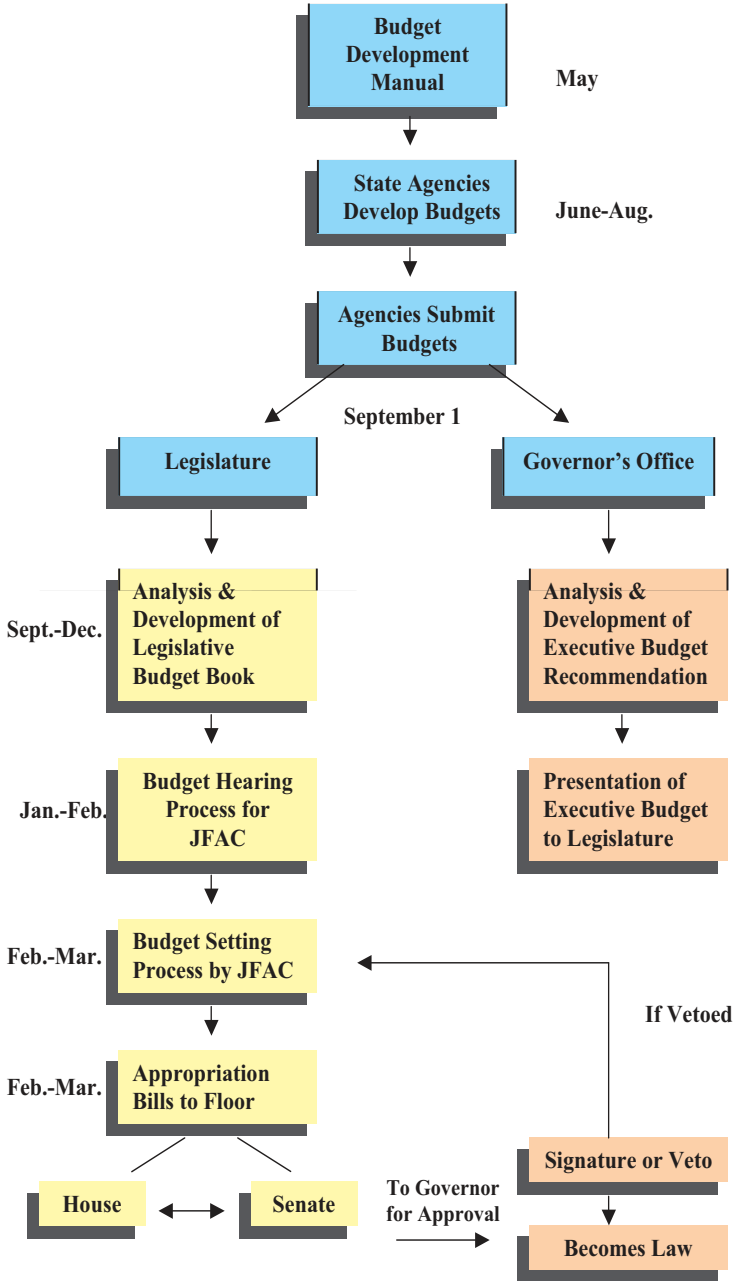 Budget
Development
Manual
May
State Agencies
Develop Budgets
June-Aug.
Agencies Submit
Budgets
September 1
Legislature
Governor’s Office
Sept.-Dec.
Analysis &
Development of
Legislative
Budget Book
Analysis &
Development of
Executive Budget
Recommendation
Jan.-Feb.
Budget Hearing
Process for
JFAC
Presentation of
Executive Budget
to Legislature
Feb.-Mar.
Budget Setting
Process by JFAC
If Vetoed
Feb.-Mar.
Appropriation
Bills to Floor
House
Senate
To Governor
for Approval
Signature or Veto
Becomes Law